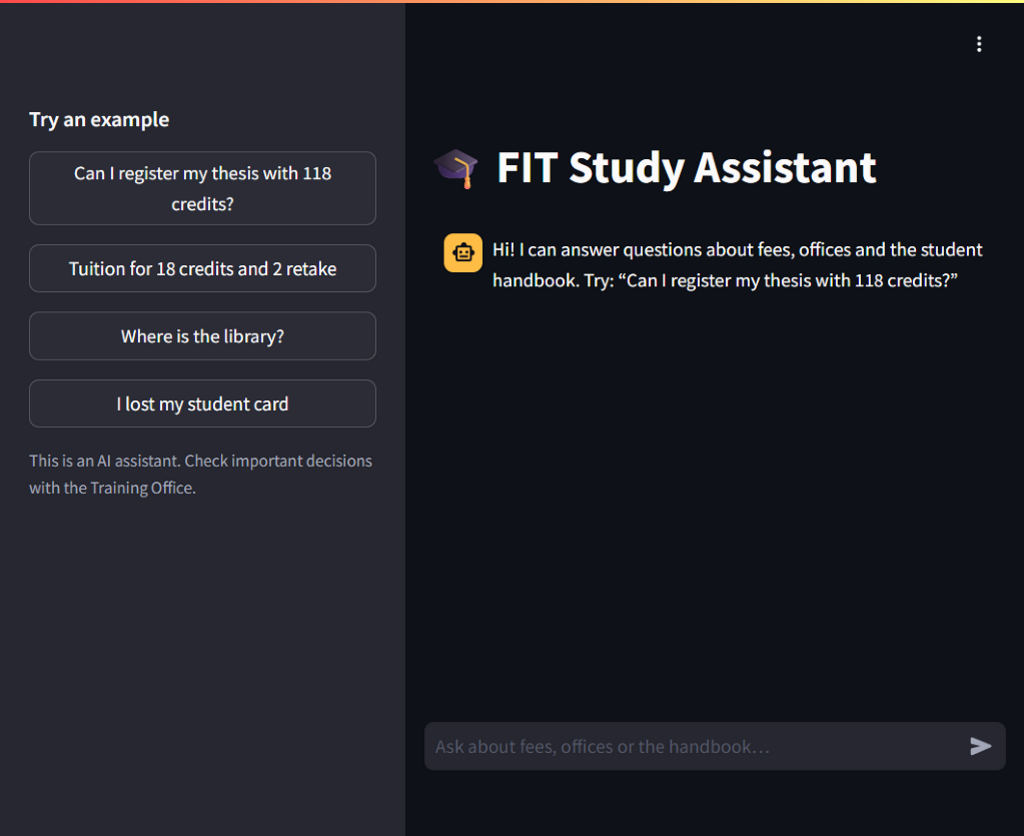 Try an example
Can I register my thesis with 118
credits?
Tuition for 18 credits and 2 retake
Where is the library?
I lost my student card
This is an AI assistant. Check important decisions
with the Training Office.
FIT Study Assistant
Hi! I can answer questions about fees, offices and the student
handbook. Try: “Can I register my thesis with 118 credits?”
Ask about fees, offices or the handbook…